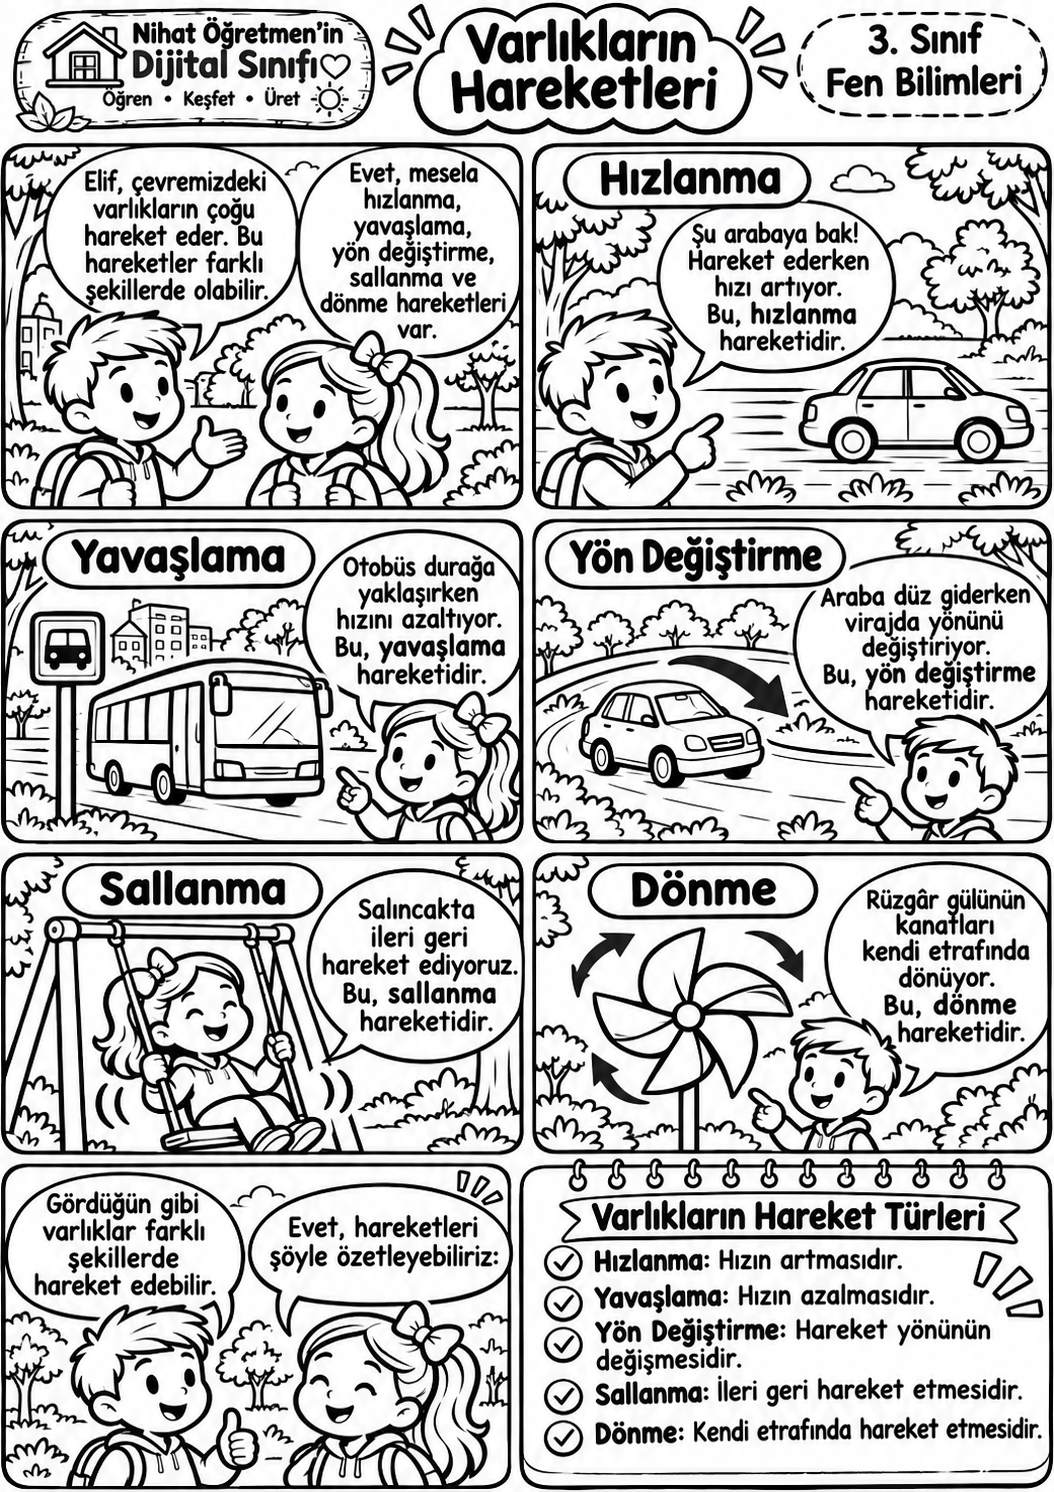 Nihat Öğretmen'in
Dijital Sınıfı
Öğren • Keşfet • Üret
Varlıkların
Hareketleri
3. Sınıf
Fen Bilimleri
Elif, çevremizdeki
varlıkların çoğu
hareket eder. Bu
hareketler farklı
şekillerde olabilir.
Evet, mesela
hızlanma,
yavaşlama,
yön değiştirme,
sallanma ve
dönme hareketleri
var.
Hızlanma
Şu arabaya bak!
Hareket ederken
hızı artıyor.
Bu, hızlanma
hareketidir.
Yavaşlama
Otobüs durağa
yaklaşırken
hızını azaltıyor.
Bu, yavaşlama
hareketidir.
Yön Değiştirme
Araba düz giderken
virajda yönünü
değiştiriyor.
Bu, yön değiştirme
hareketidir.
Sallanma
Salıncakta
ileri geri
hareket ediyoruz.
Bu, sallanma
hareketidir.
Dönme
Rüzgâr gülünün
kanatları
kendi etrafında
dönüyor.
Bu, dönme
hareketidir.
Gördüğün gibi
varlıklar farklı
şekillerde
hareket edebilir.
Evet, hareketleri
şöyle özetleyebiliriz:
Varlıkların Hareket Türleri
Hızlanma: Hızın artmasıdır.
Yavaşlama: Hızın azalmasıdır.
Yön Değiştirme: Hareket yönünün
değişmesidir.
Sallanma: İleri geri hareket etmesidir.
Dönme: Kendi etrafında hareket etmesidir.